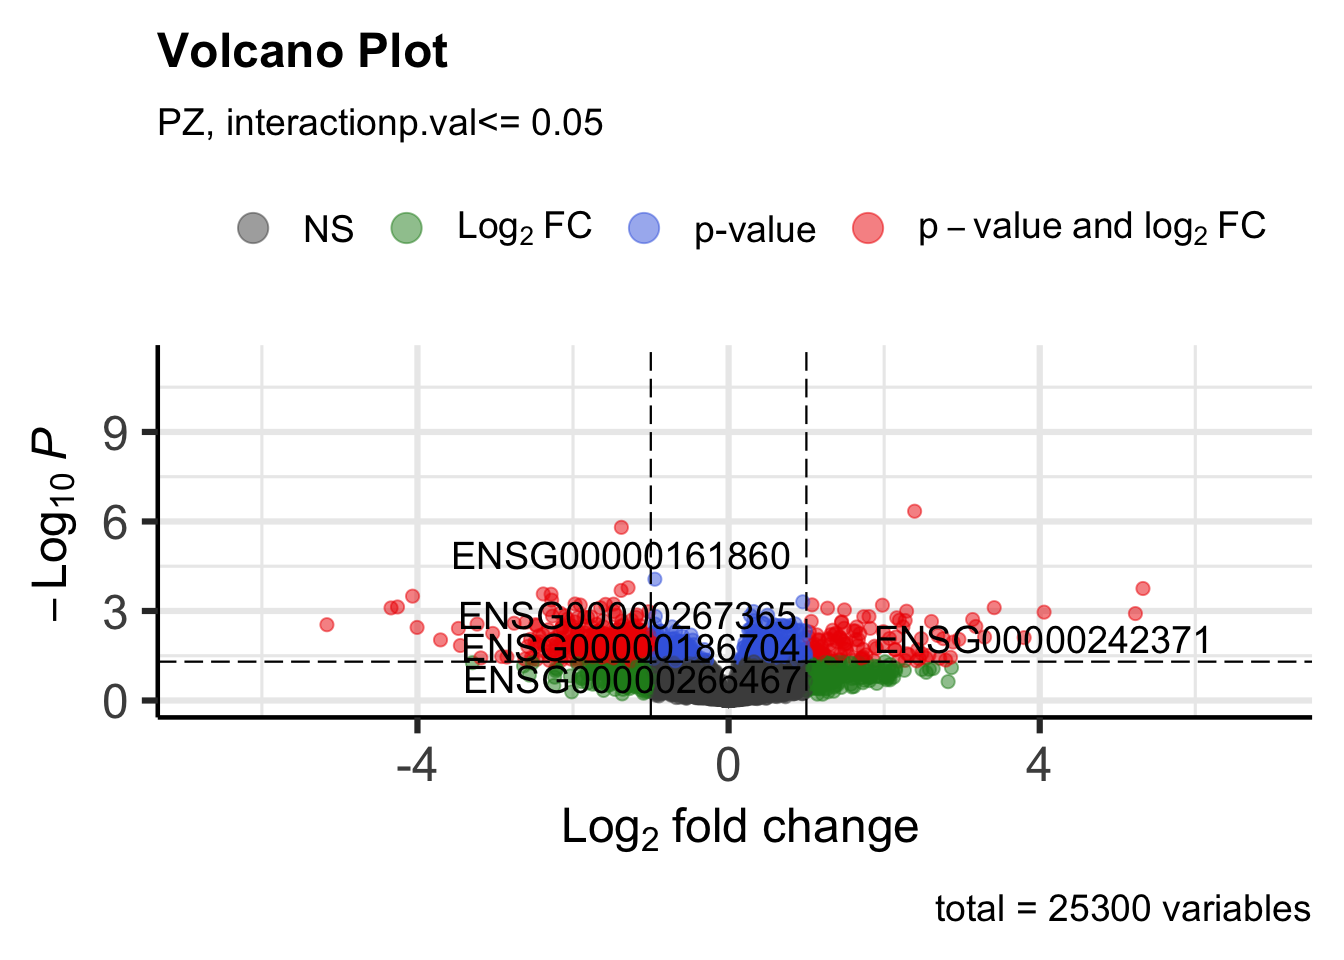 Volcano Plot
PZ, interactionp.val<= 0.05
NS Log₂ FC p-value p – value and log₂ FC
9
6
3
0
– Log₁₀ P
ENSG00000161860
ENSG00000267365
ENSG00000186704
ENSG00000242371
ENSG00000266467
-4 0 4
Log₂ fold change
total = 25300 variables